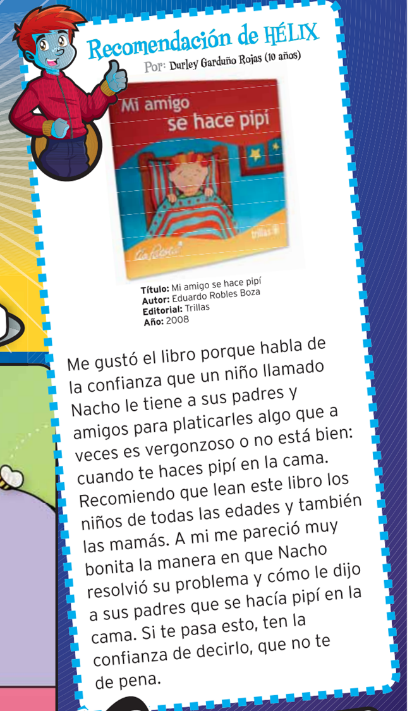 Recomendación de HÉLIX
Por: Durley Garduño Rojas (10 años)
Mi amigo
se hace pipí
trillas
Título: Mi amigo se hace pipí
Autor: Eduardo Robles Boza
Editorial: Trillas
Año: 2008
Me gustó el libro porque habla de
la confianza que un niño llamado
Nacho le tiene a sus padres y
amigos para platicarles algo que a
veces es vergonzoso o no está bien:
cuando te haces pipí en la cama.
Recomiendo que lean este libro los
niños de todas las edades y también
las mamás. A mi me pareció muy
bonita la manera en que Nacho
resolvió su problema y cómo le dijo
a sus padres que se hacía pipí en la
cama. Si te pasa esto, ten la
confianza de decirlo, que no te
de pena.